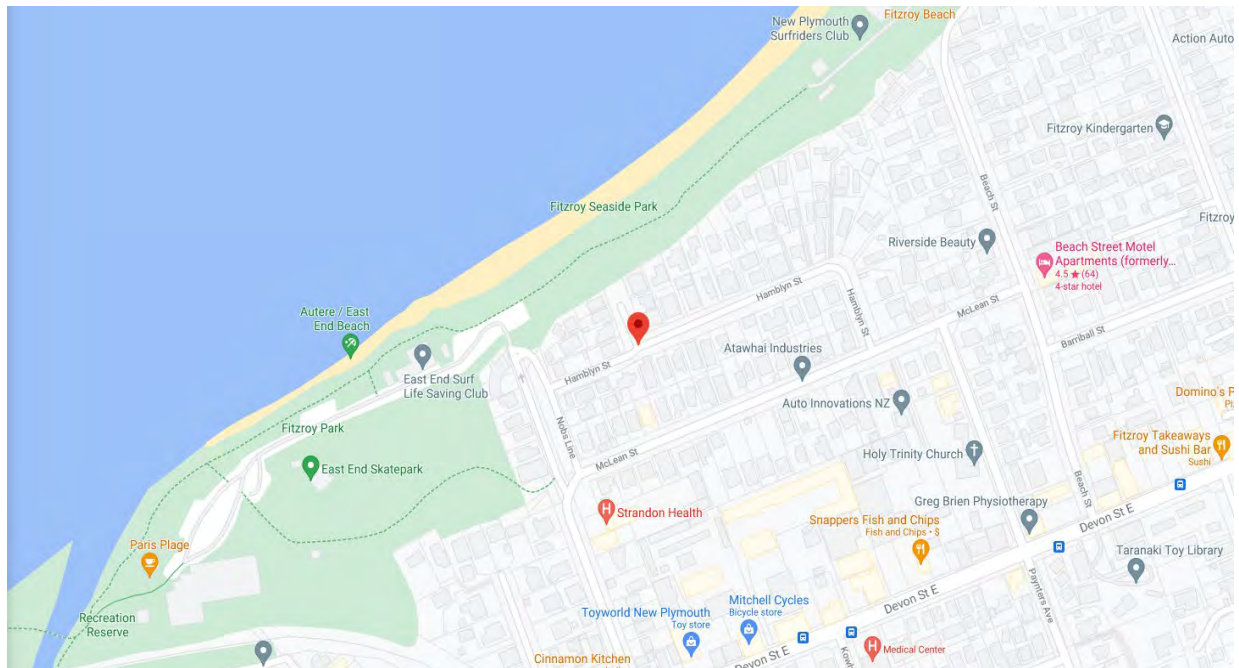 New Plymouth
Surfriders Club
Fitzroy Beach
Action Auto
Fitzroy Kindergarten
Beach St
Fitzroy Seaside Park
Fitzroy
Riverside Beauty
Beach Street Motel
Apartments (formerly...
4.5 ★ (64)
4-star hotel
Hamblyn St
Hamblyn St
McLean St
Autere / East
End Beach
Barriball St
Atawhai Industries
East End Surf
Life Saving Club
Hamblyn St
Auto Innovations NZ
Domino's P
Pi
Fitzroy Park
Nobs Line
Fitzroy Takeaways
and Sushi Bar
Sushi
McLean St
Holy Trinity Church
East End Skatepark
Beach St
Greg Brien Physiotherapy
Devon St E
Strandon Health
Snappers Fish and Chips
Fish and Chips • $
Paris Plage
Taranaki Toy Library
Paynters Ave
Devon St E
Mitchell Cycles
Bicycle store
Toyworld New Plymouth
Toy store
Recreation
Reserve
Medical Center
Cinnamon Kitchen
Devon St E
Kowh